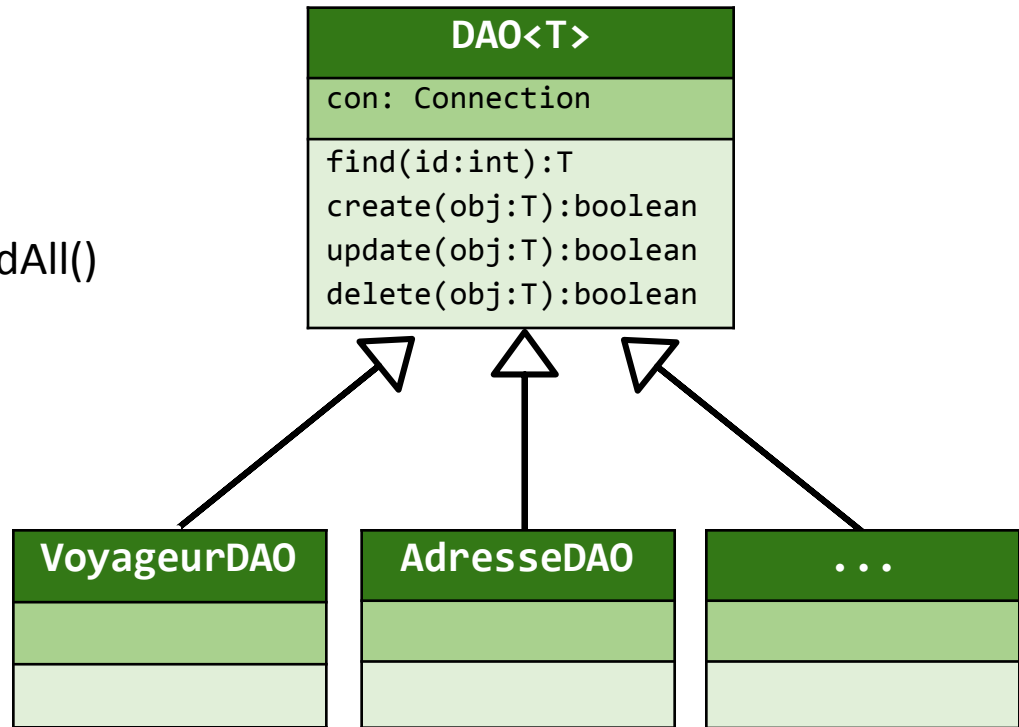 DAO<T>
con: Connection
find(id:int):T
create(obj:T):boolean
update(obj:T):boolean
delete(obj:T):boolean
dAll()
VoyageurDAO
AdresseDAO
...